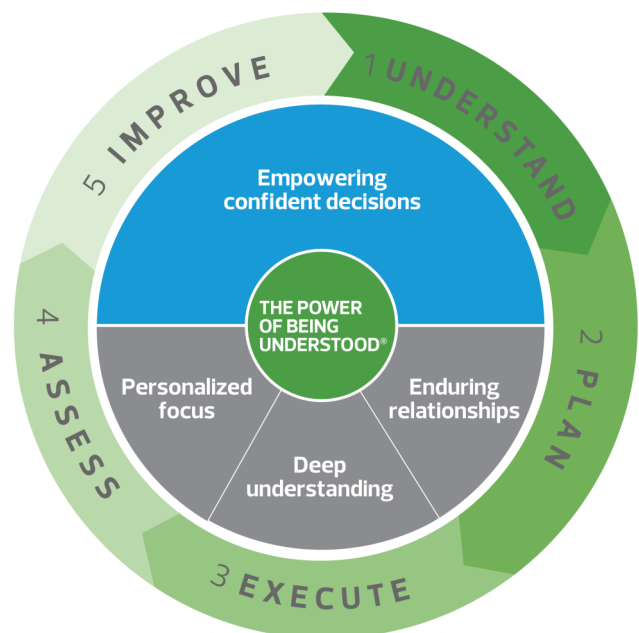 1 UNDERSTAND
2 PLAN
3 EXECUTE
4 ASSESS
5 IMPROVE
Empowering
confident decisions
THE POWER
OF BEING
UNDERSTOOD®
Personalized
focus
Deep
understanding
Enduring
relationships